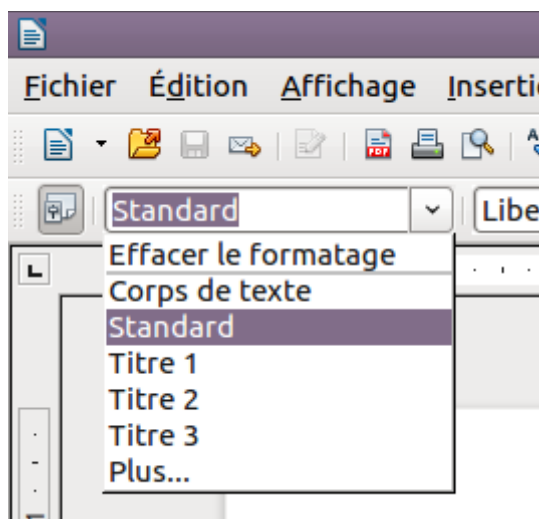 Fichier Édition Affichage Inserti
Standard Libe
Effacer le formatage
Corps de texte
Standard
Titre 1
Titre 2
Titre 3
Plus...